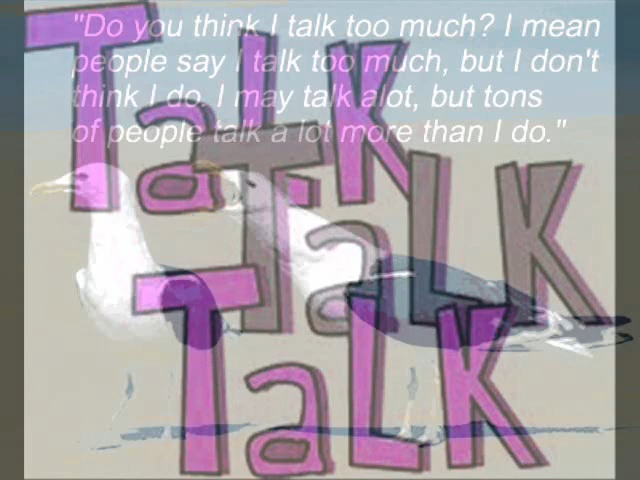 "Do you think I talk too much? I mean
people say I talk too much, but I don't
think I do. I may talk alot, but tons
of people talk a lot more than I do."
TaLK
TaLK
TaLK